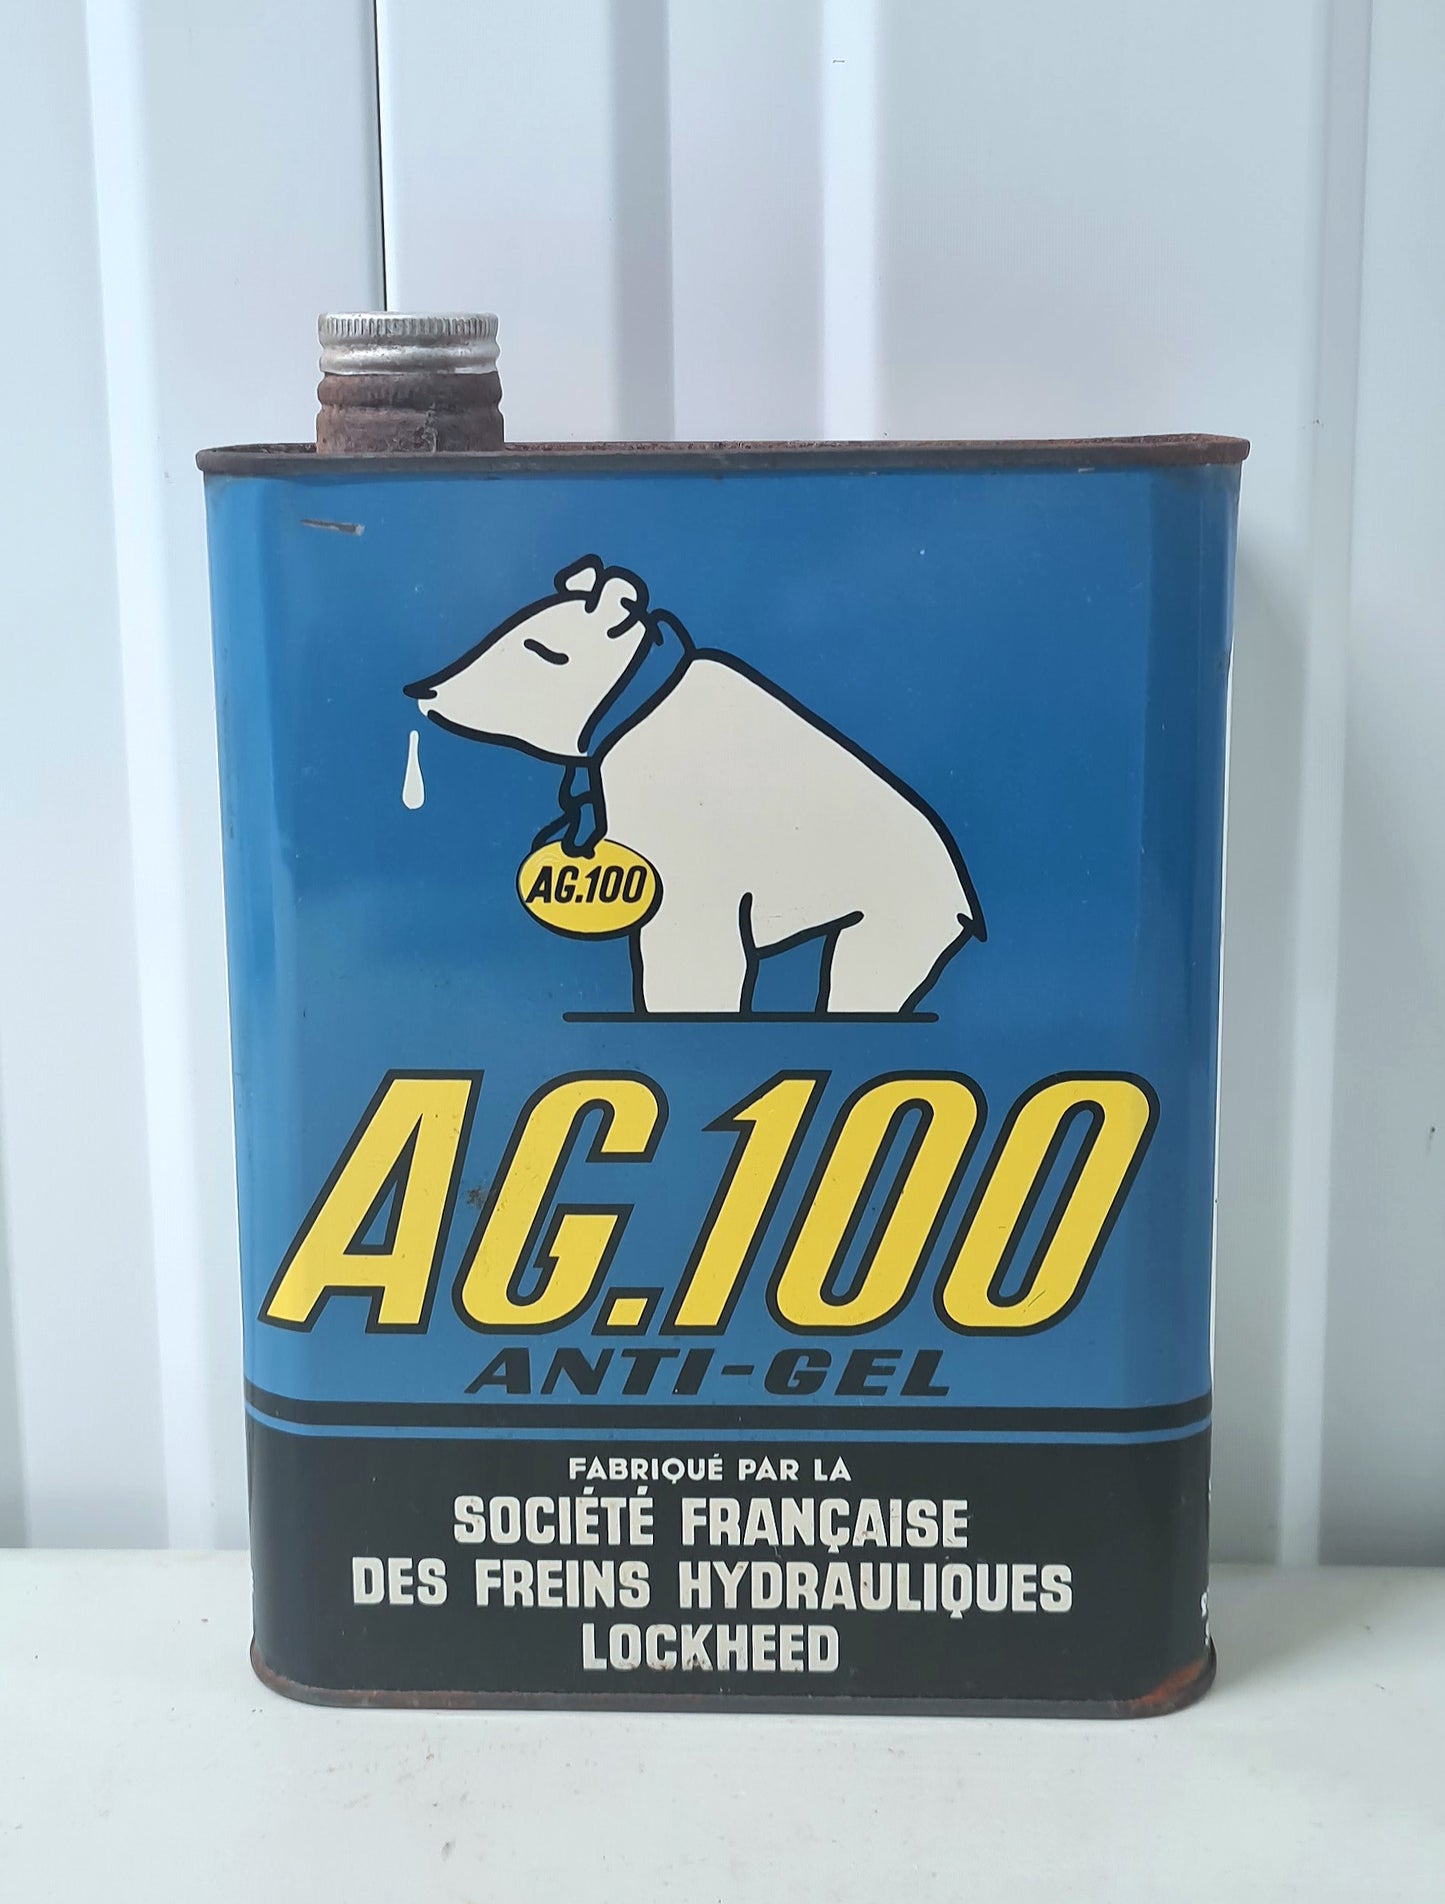 AG.100
AG.100
ANTI-GEL
FABRIQUÉ PAR LA
SOCIÉTÉ FRANÇAISE
DES FREINS HYDRAULIQUES
LOCKHEED